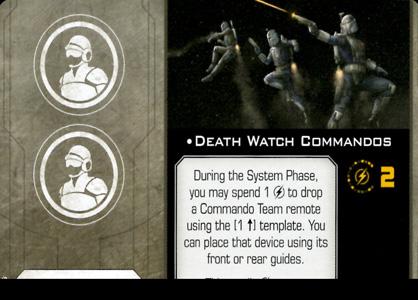 •Death Watch Commandos
2
During the System Phase,
you may spend 1 to drop
a Commando Team remote
using the [1 ] template. You
can place that device using its
front or rear guides.